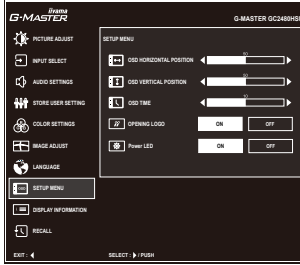 iiyama
G-MASTER
G-MASTER GC2480HS
PICTURE ADJUST
INPUT SELECT
AUDIO SETTINGS
STORE USER SETTING
COLOR SETTINGS
IMAGE ADJUST
LANGUAGE
OSD SETUP MENU
DISPLAY INFORMATION
RECALL
SETUP MENU
OSD HORIZONTAL POSITION 50
OSD VERTICAL POSITION 50
OSD TIME 50
OPENING LOGO ON OFF
Power LED ON OFF
EXIT : SELECT : / PUSH